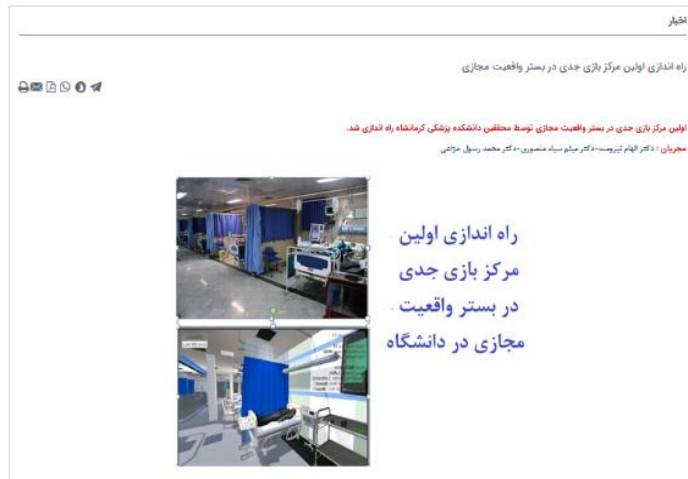 اخبار
راه اندازی اولین مرکز بازی جدی در بستر واقعیت مجازی
اولین مرکز بازی جدی در بستر واقعیت مجازی توسط محققین دانشکده پزشکی کرمانشاه راه اندازی شد.
مجریان : دکتر الهام نیرومند-دکتر میثم سیاه منصوری-دکتر محمد رسول خزاعی
راه اندازی اولین
مرکز بازی جدی
در بستر واقعیت
مجازی در دانشگاه